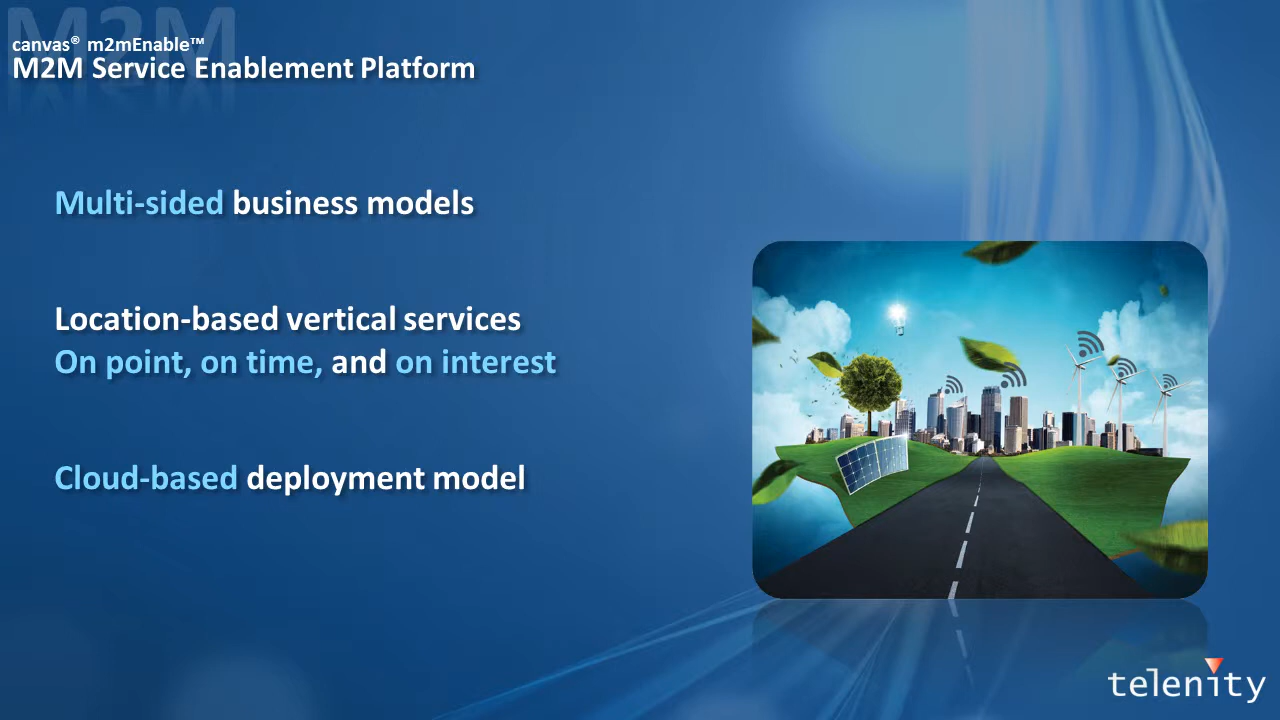 M2M
canvas® m2mEnable™
M2M Service Enablement Platform
Multi-sided business models
Location-based vertical services
On point, on time, and on interest
Cloud-based deployment model
telenity